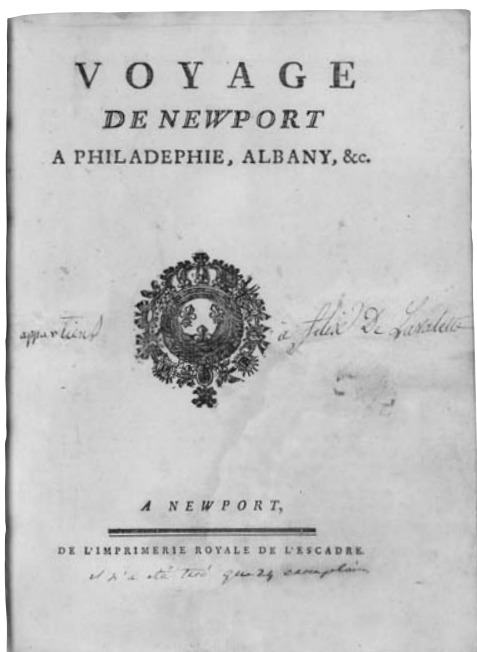 VOYAGE
DE NEWPORT
A PHILADEPHIE, ALBANY, &c.
appartient à Felix De Lavalette
A NEWPORT,
DE L'IMPRIMERIE ROYALE DE L'ESCADRE.
il n'a été tiré que 24 exemplaires